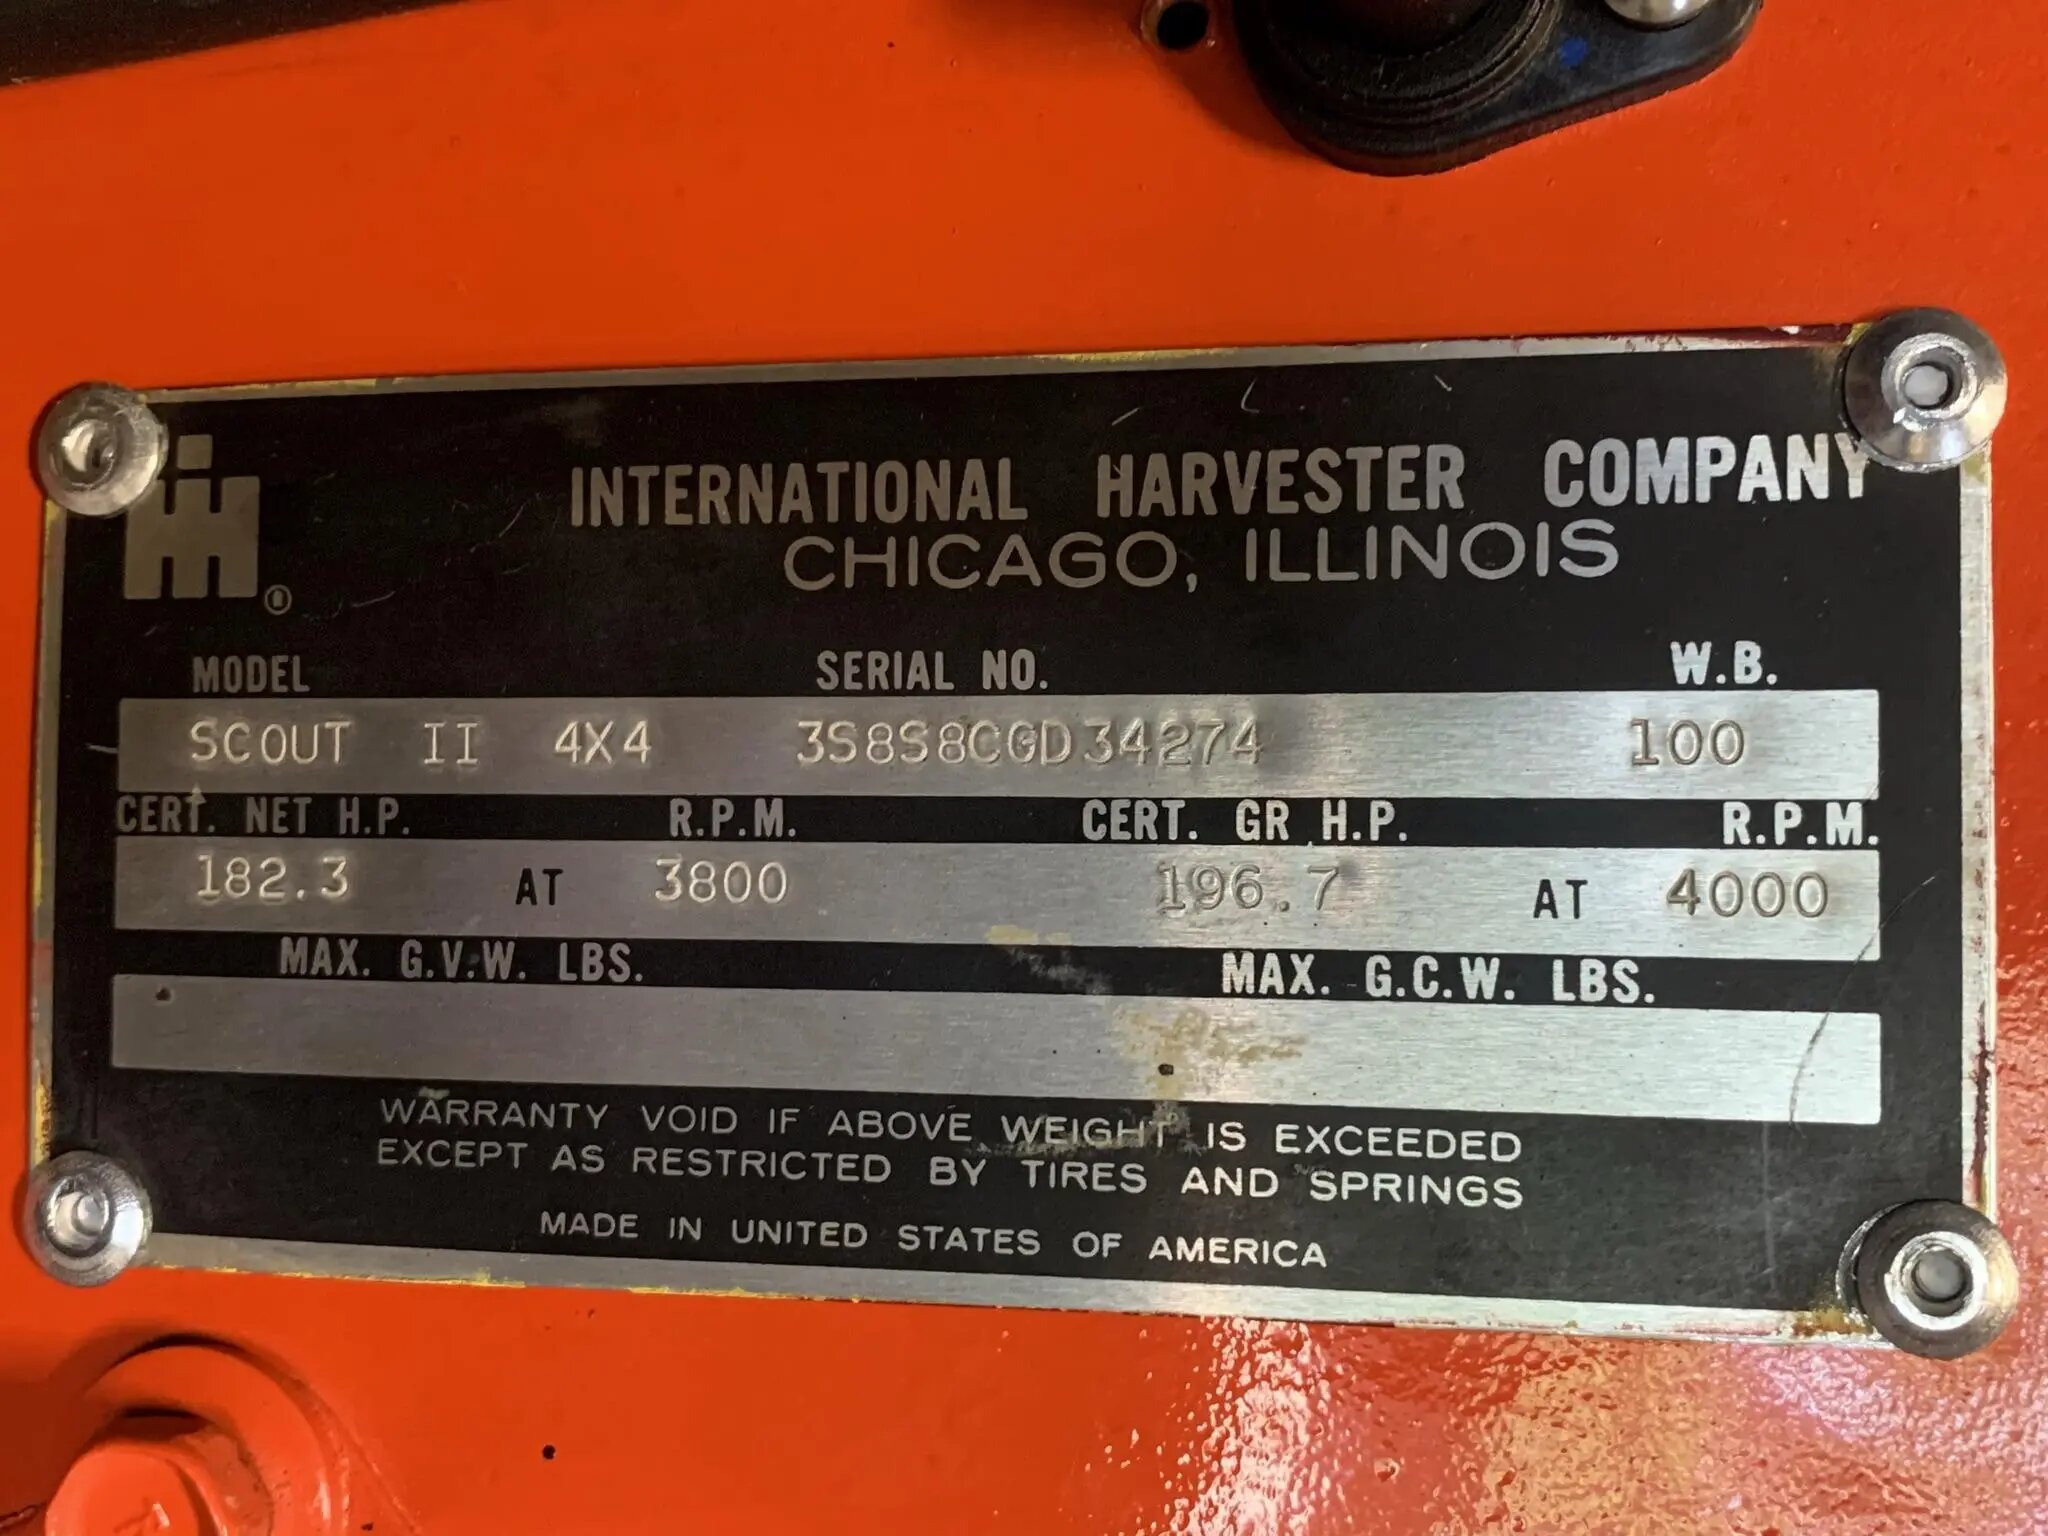 INTERNATIONAL HARVESTER COMPANY
CHICAGO, ILLINOIS
MODEL SERIAL NO. W.B.
SCOUT II 4X4 3S8S8CGD34274 100
CERT. NET H.P. R.P.M. CERT. GR H.P. R.P.M.
182.3 AT 3800 196.7 AT 4000
MAX. G.V.W. LBS. MAX. G.C.W. LBS.
WARRANTY VOID IF ABOVE WEIGHT IS EXCEEDED
EXCEPT AS RESTRICTED BY TIRES AND SPRINGS
MADE IN UNITED STATES OF AMERICA